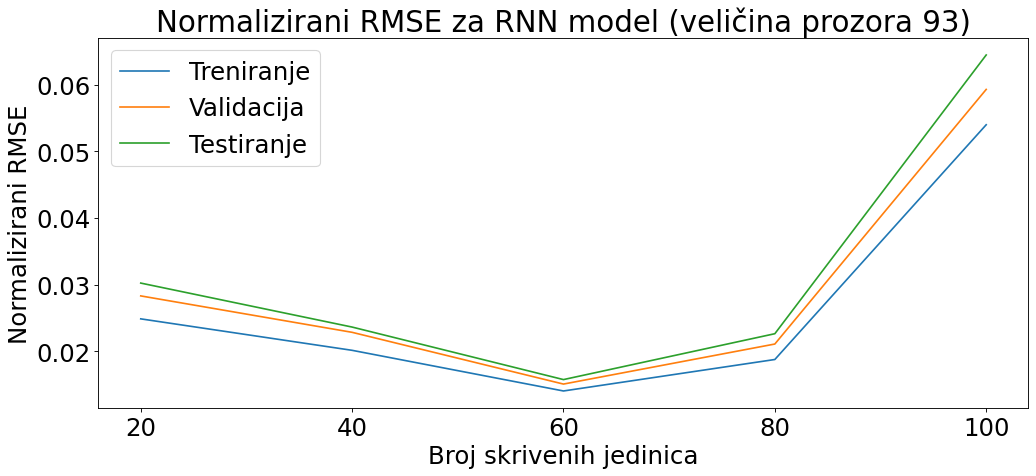 Normalizirani RMSE za RNN model (veličina prozora 93)
Treniranje
Validacija
Testiranje
Normalizirani RMSE
0.06
0.05
0.04
0.03
0.02
20 40 60 80 100
Broj skrivenih jedinica